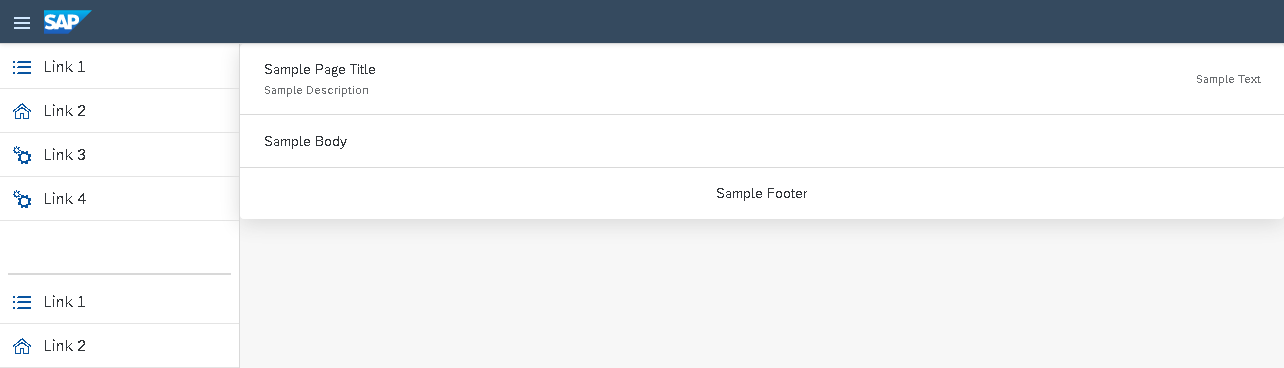 SAP
Link 1
Link 2
Link 3
Link 4
Link 1
Link 2
Sample Page Title
Sample Description
Sample Text
Sample Body
Sample Footer